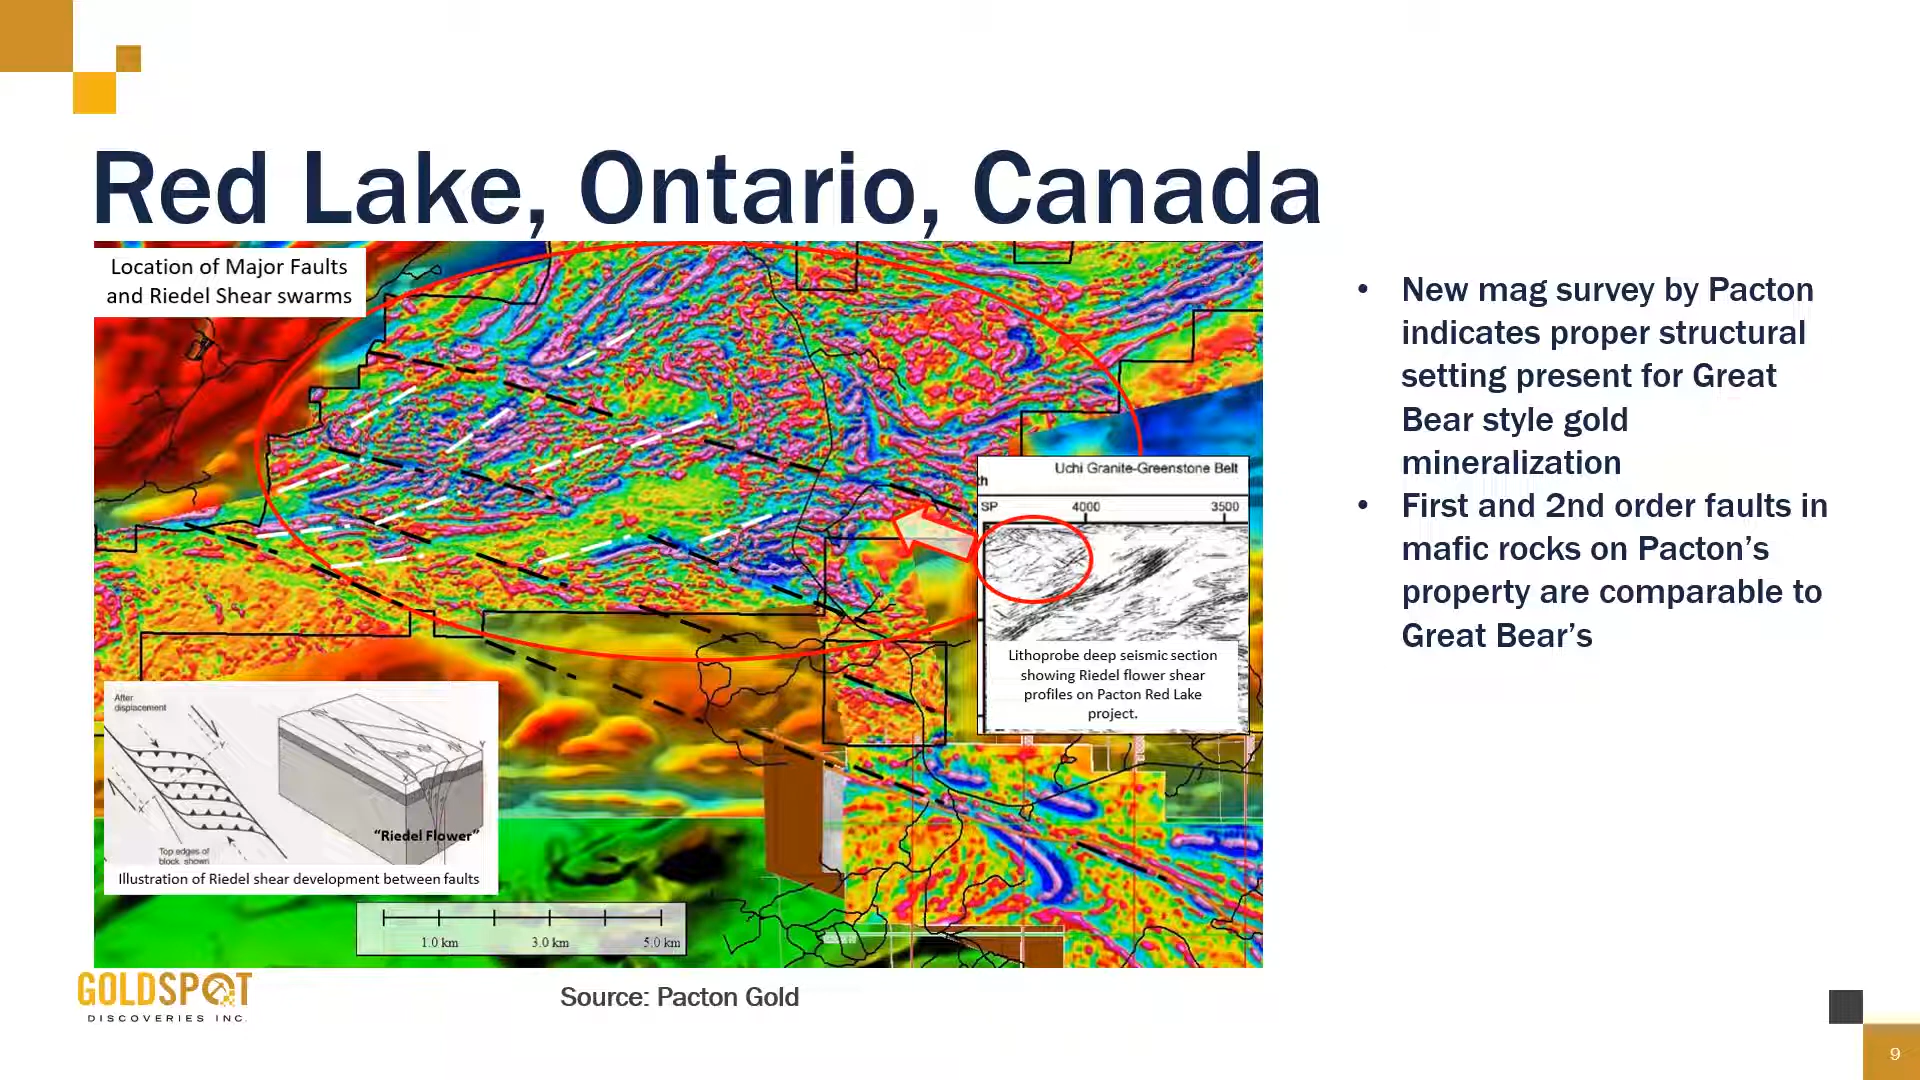 Red Lake, Ontario, Canada
Location of Major Faults
and Riedel Shear swarms
• New mag survey by Pacton
indicates proper structural
setting present for Great
Bear style gold
mineralization
• First and 2nd order faults in
mafic rocks on Pacton’s
property are comparable to
Great Bear’s
Uchi Granite-Greenstone Belt
th
SP 4000 3500
Lithoprobe deep seismic section
showing Riedel flower shear
profiles on Pacton Red Lake
project.
After
displacement
Y
X
Y
X
“Riedel Flower”
Top edges of
block shown
Illustration of Riedel shear development between faults
1.0 km 3.0 km 5.0 km
GOLDSPOT
DISCOVERIES INC.
Source: Pacton Gold
9